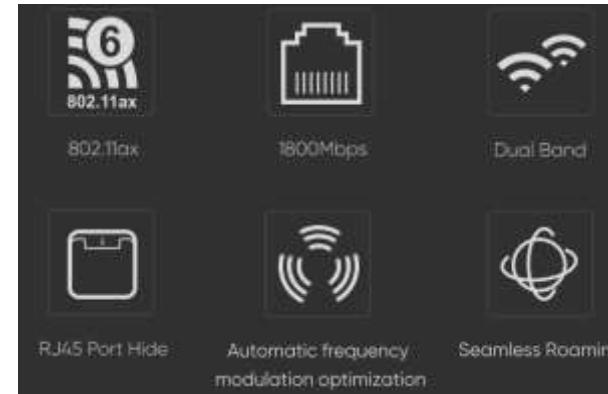 6
802.11ax
802.11ax
1800Mbps
Dual Band
RJ45 Port Hide
Automatic frequency
modulation optimization
Seamless Roamin